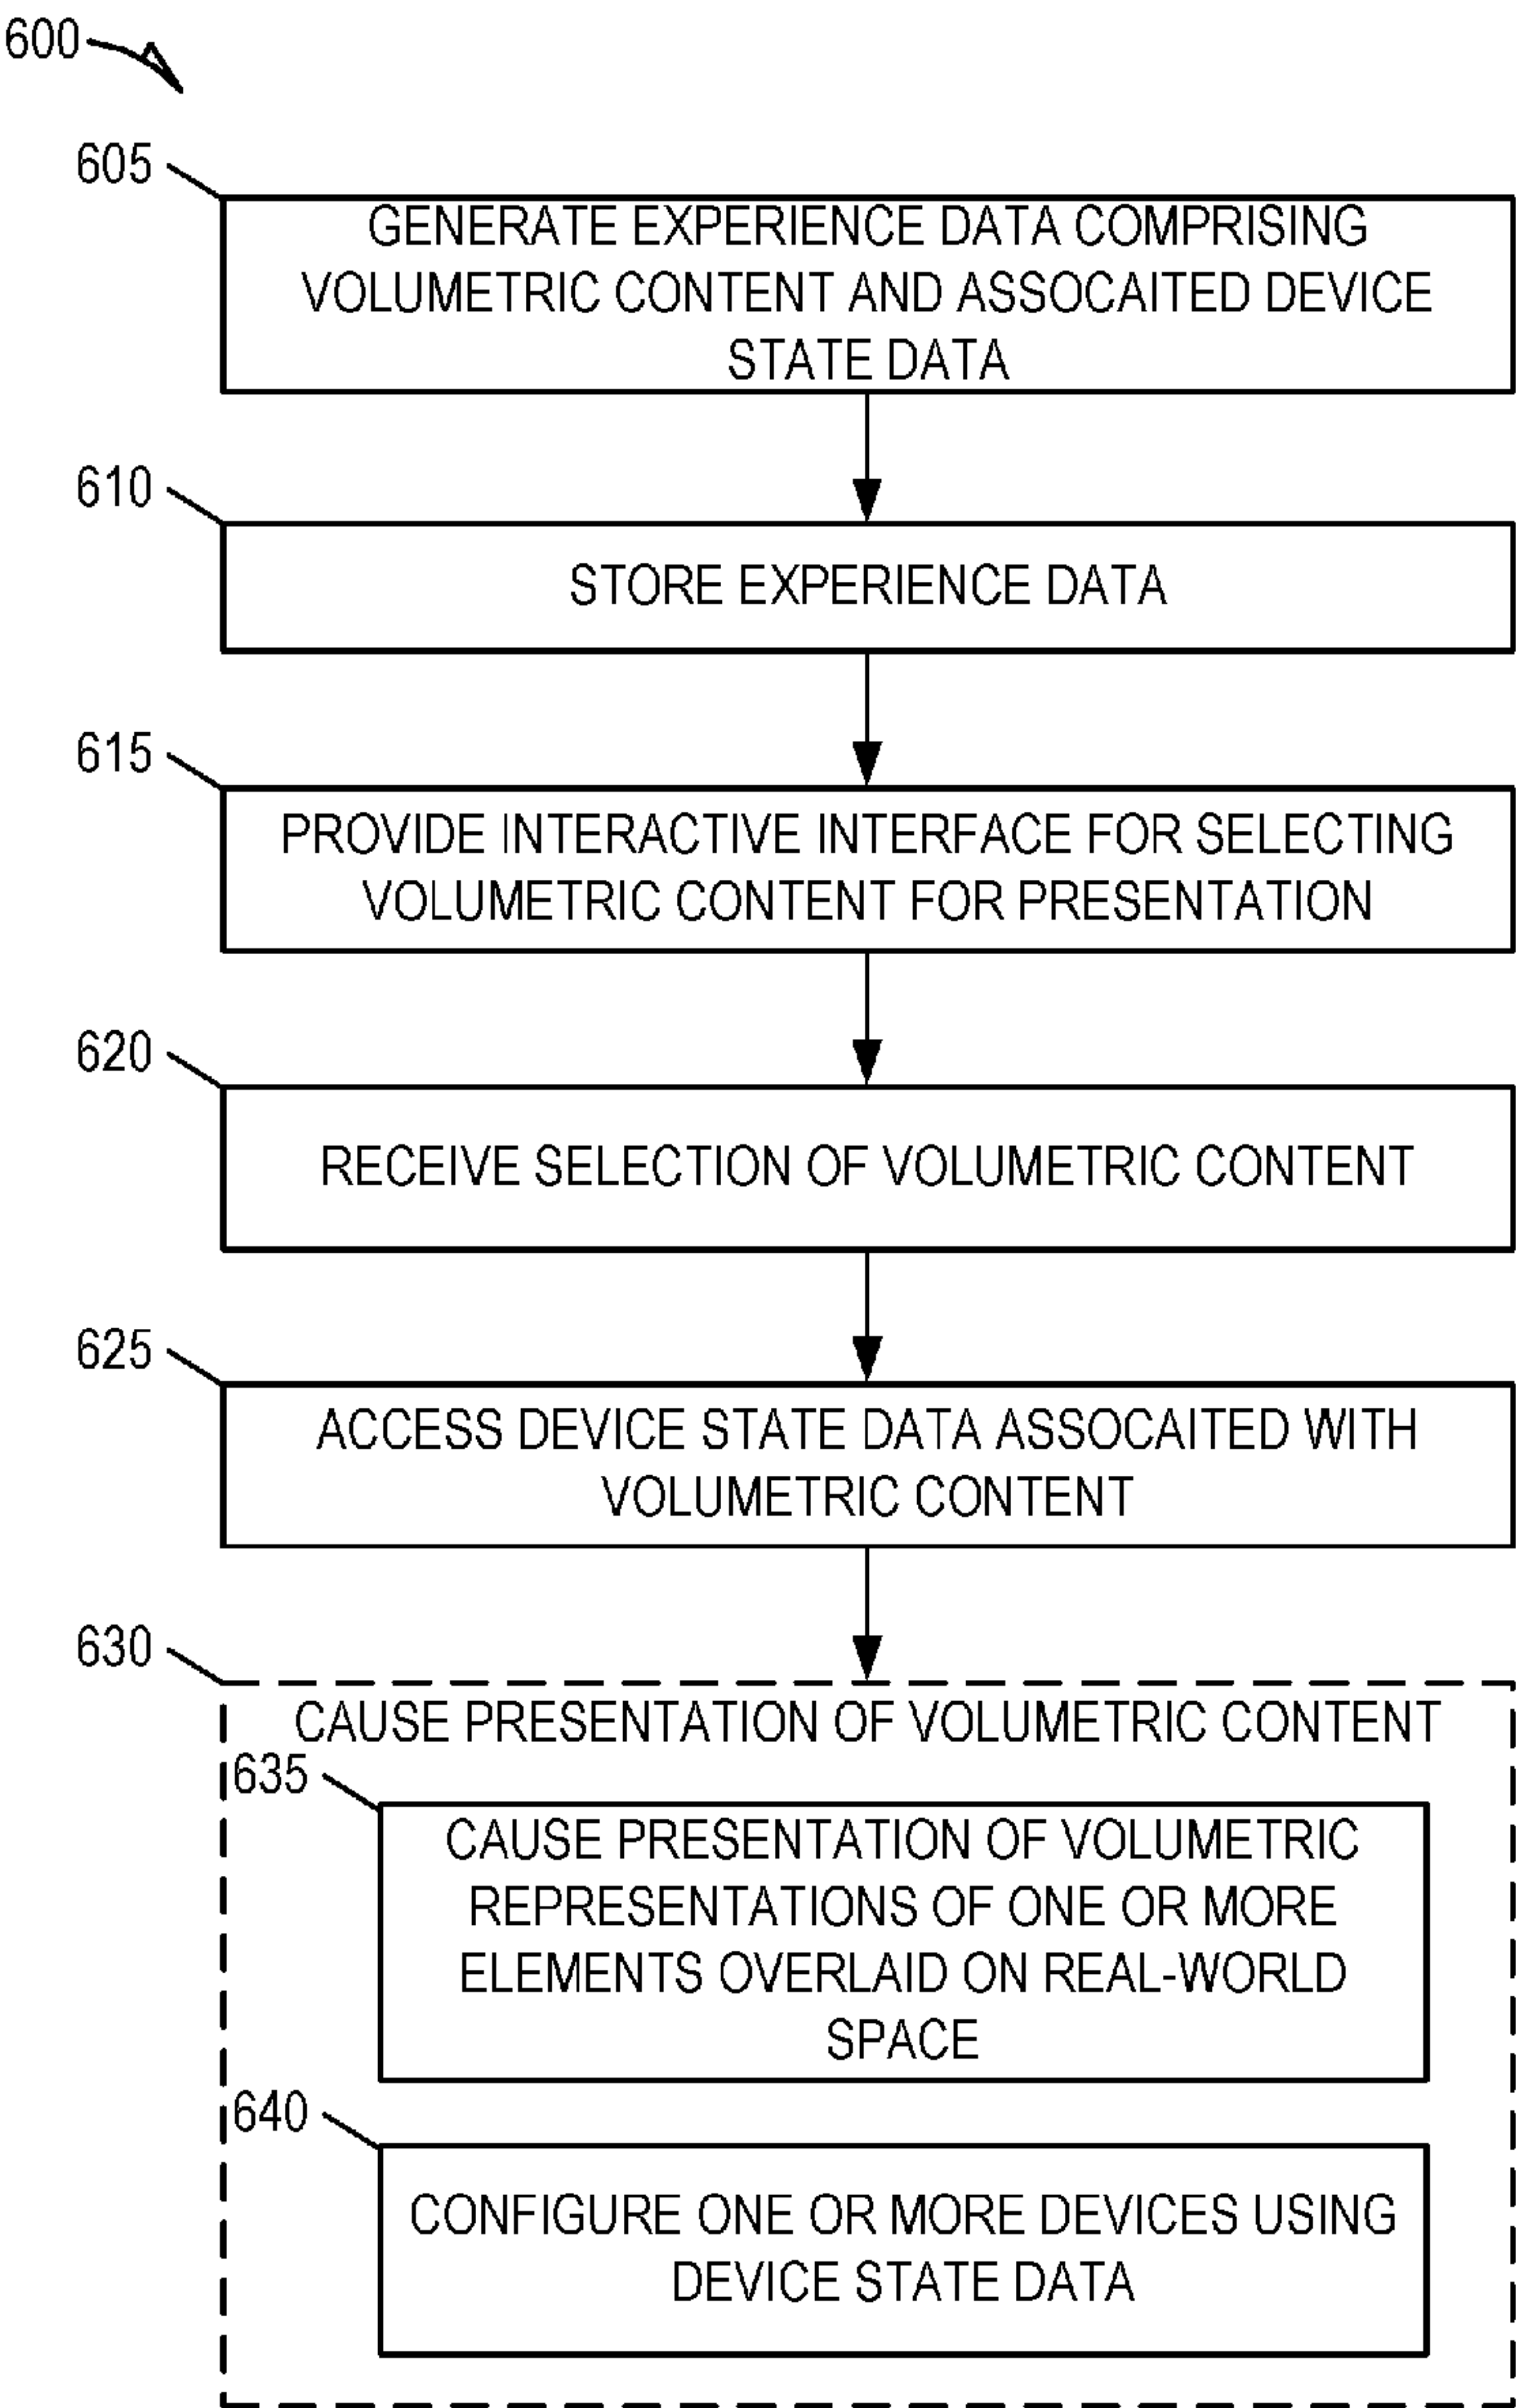 600
605
GENERATE EXPERIENCE DATA COMPRISING
VOLUMETRIC CONTENT AND ASSOCAITED DEVICE
STATE DATA
610
STORE EXPERIENCE DATA
615
PROVIDE INTERACTIVE INTERFACE FOR SELECTING
VOLUMETRIC CONTENT FOR PRESENTATION
620
RECEIVE SELECTION OF VOLUMETRIC CONTENT
625
ACCESS DEVICE STATE DATA ASSOCAITED WITH
VOLUMETRIC CONTENT
630
CAUSE PRESENTATION OF VOLUMETRIC CONTENT
635
CAUSE PRESENTATION OF VOLUMETRIC
REPRESENTATIONS OF ONE OR MORE
ELEMENTS OVERLAID ON REAL-WORLD
SPACE
640
CONFIGURE ONE OR MORE DEVICES USING
DEVICE STATE DATA